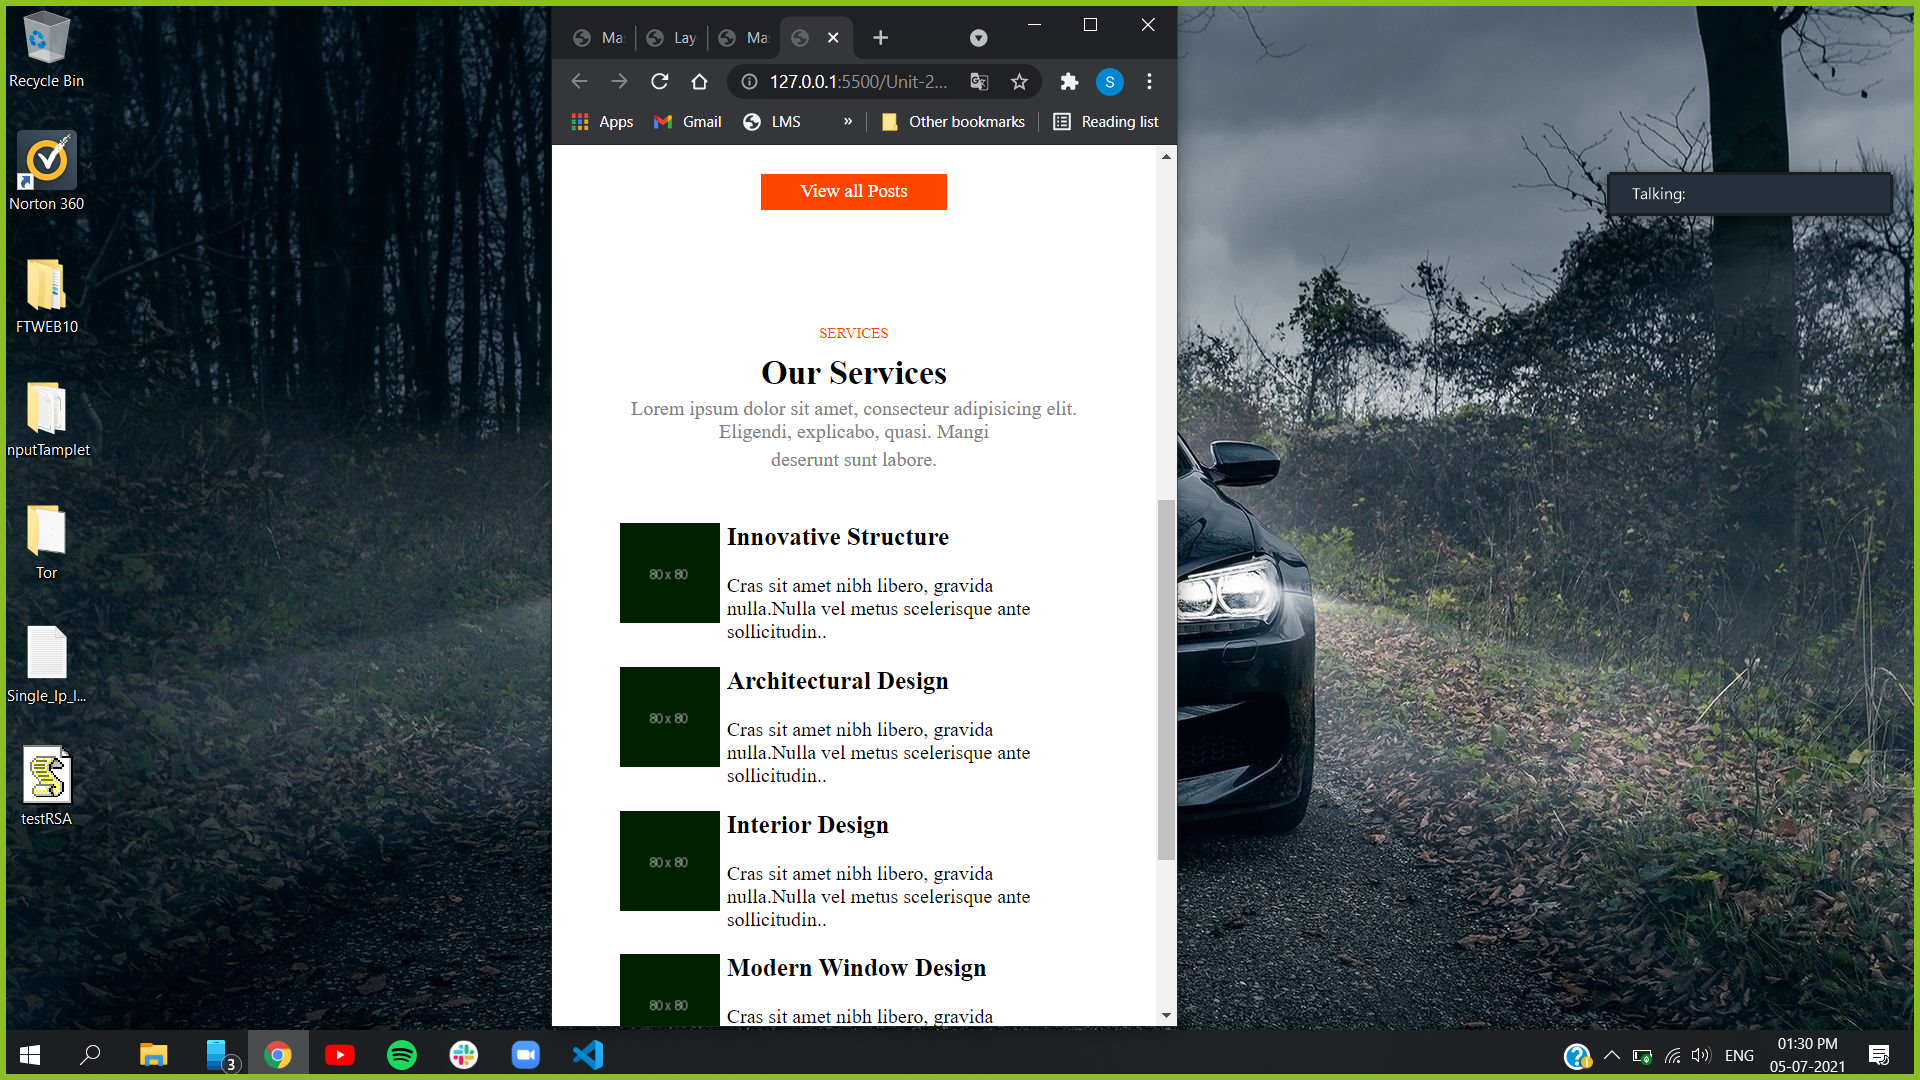 Recycle Bin
Norton 360
FTWEB10
nputTamplet
Tor
Single_Ip_I...
testRSA
Ma
Lay
Ma
127.0.0.1:5500/Unit-2...
S
Apps
Gmail
LMS
»
Other bookmarks
Reading list
View all Posts
SERVICES
Our Services
Lorem ipsum dolor sit amet, consecteur adipisicing elit.
Eligendi, explicabo, quasi. Mangi
deserunt sunt labore.
80 x 80
Innovative Structure
Cras sit amet nibh libero, gravida
nulla.Nulla vel metus scelerisque ante
sollicitudin..
80 x 80
Architectural Design
Cras sit amet nibh libero, gravida
nulla.Nulla vel metus scelerisque ante
sollicitudin..
80 x 80
Interior Design
Cras sit amet nibh libero, gravida
nulla.Nulla vel metus scelerisque ante
sollicitudin..
80 x 80
Modern Window Design
Cras sit amet nibh libero, gravida
Talking:
3
ENG
01:30 PM
05-07-2021